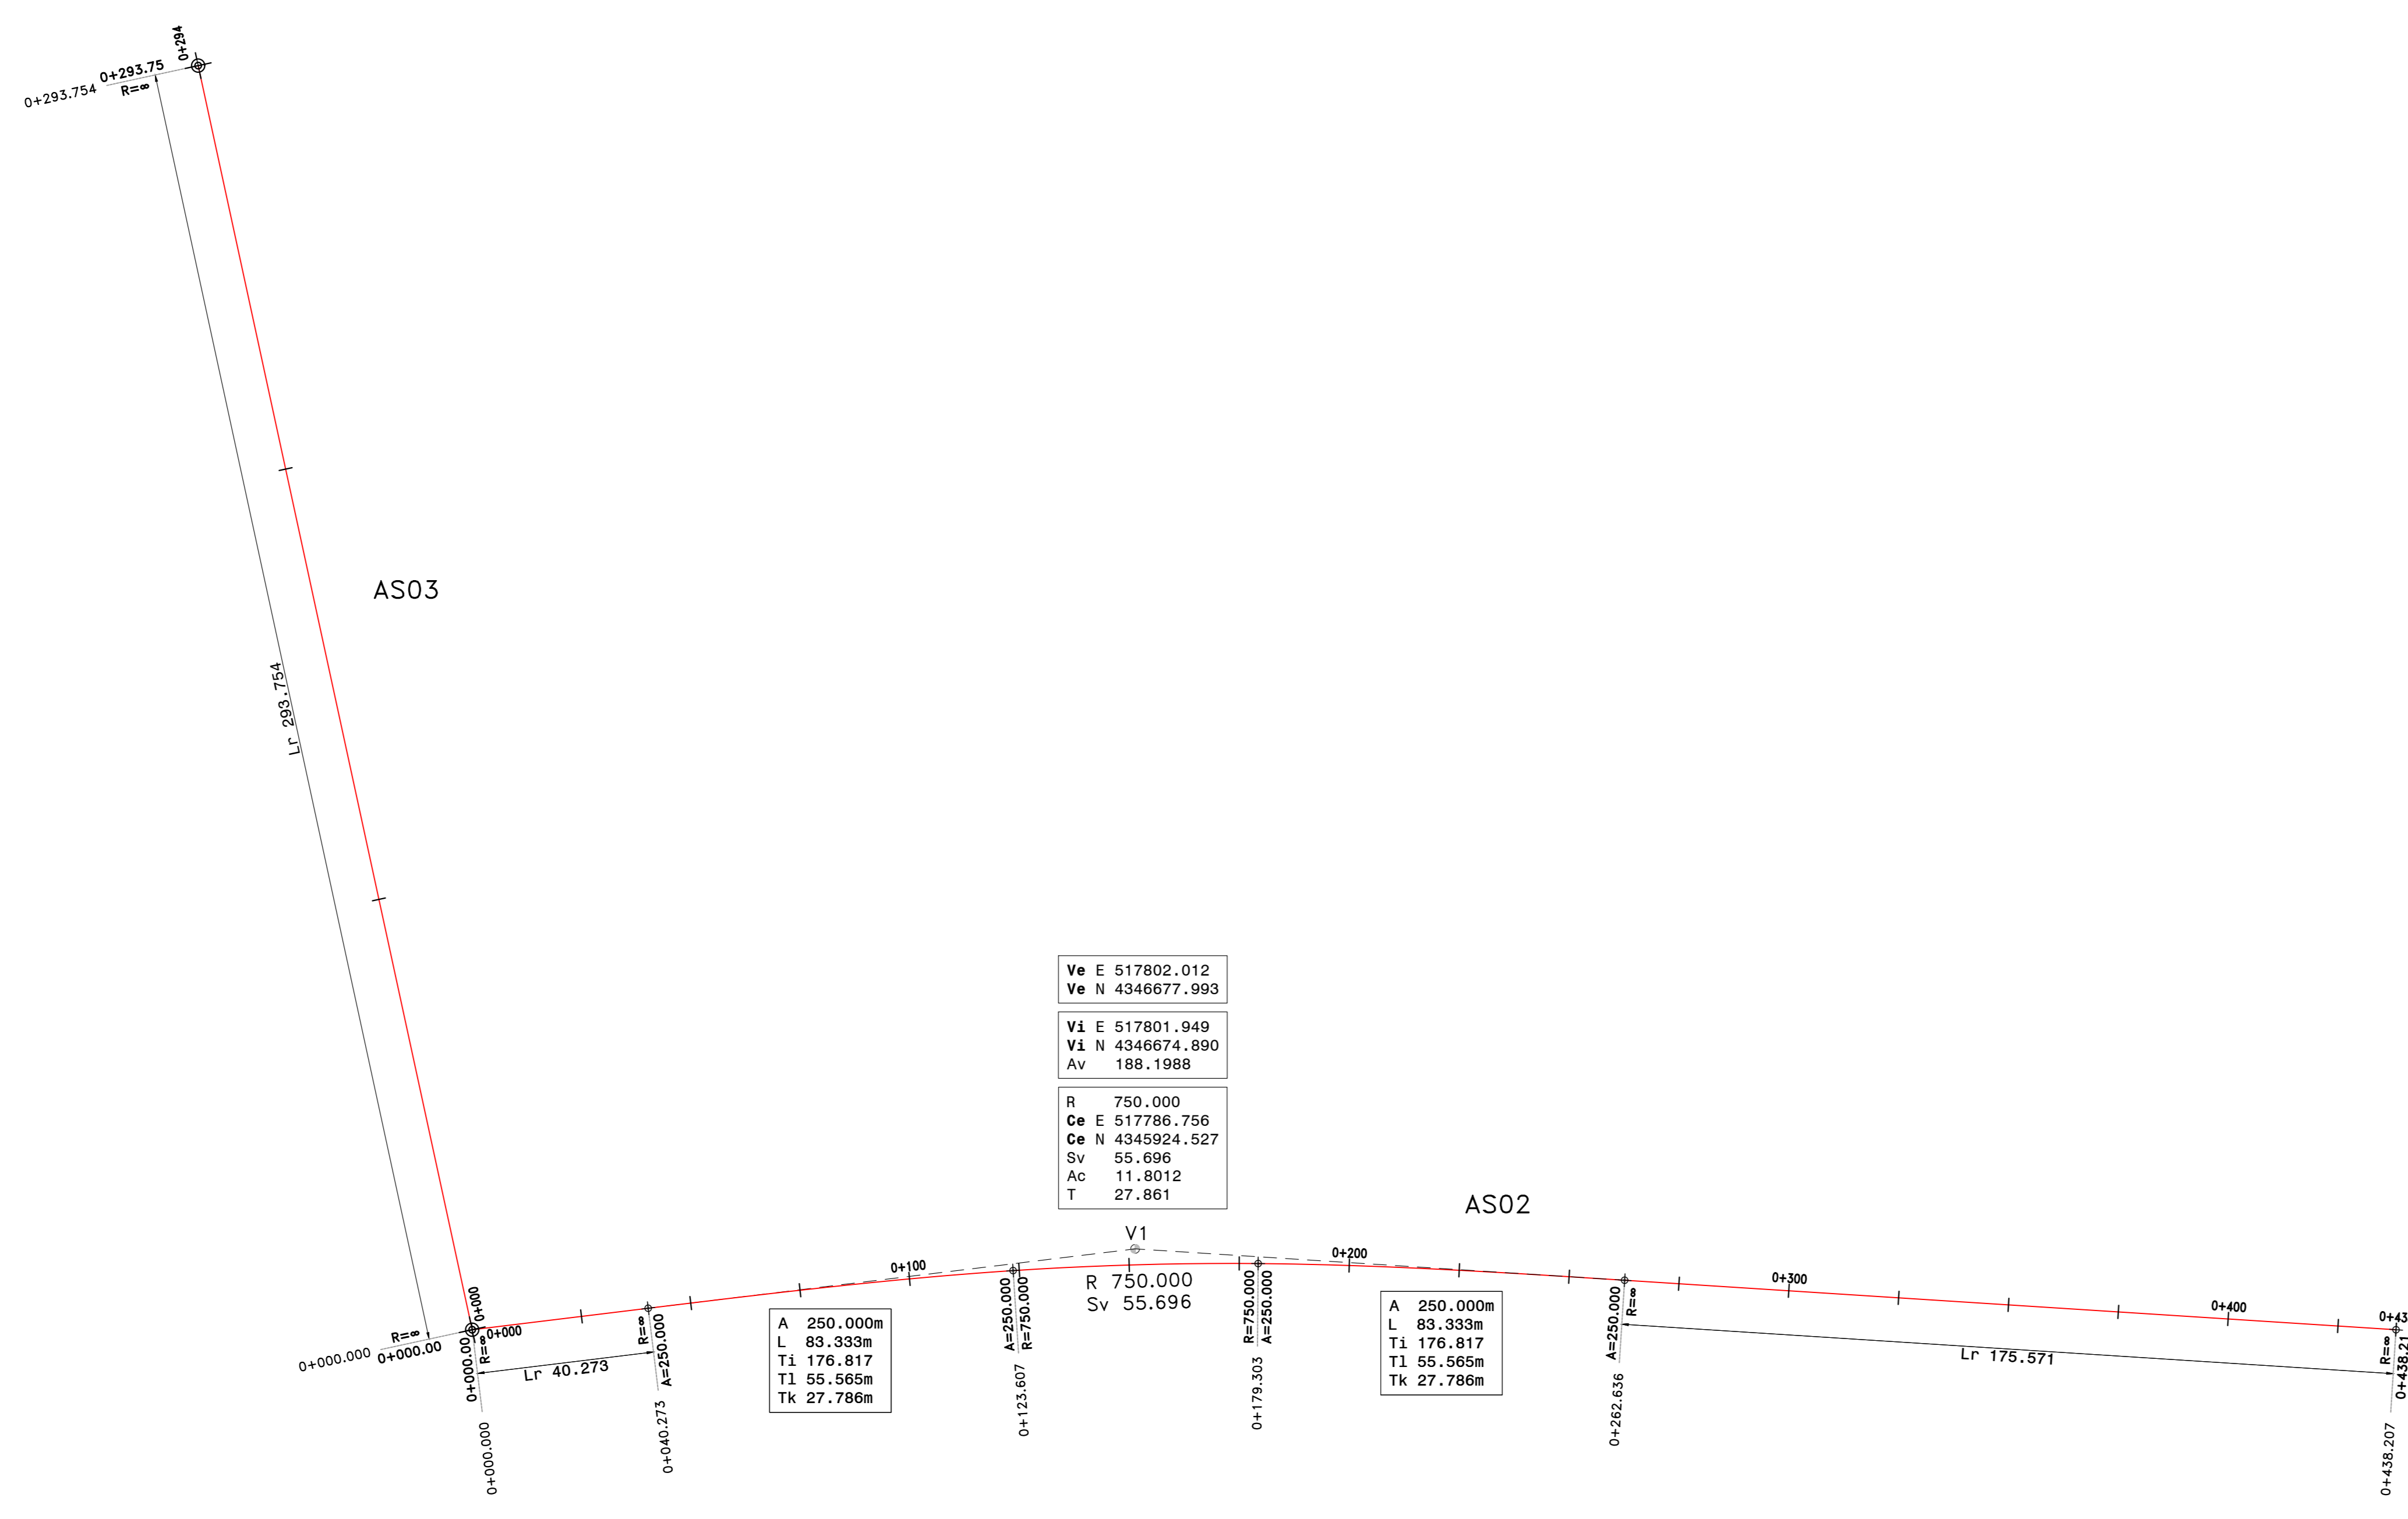 0+294
0+293.75
0+293.754
R=∞
AS03
Lr 293.754
Ve E 517802.012
Ve N 4346677.993
Vi E 517801.949
Vi N 4346674.890
Av 188.1988
R 750.000
Ce E 517786.756
Ce N 4345924.527
Sv 55.696
Ac 11.8012
T 27.861
AS02
V1
R 750.000
Sv 55.696
0+000
0+000
R=∞
0+000.00
0+000.000
0+000.00
R=∞
0+000.000
Lr 40.273
R=∞
A=250.000
0+040.273
A 250.000m
L 83.333m
Ti 176.817
Tl 55.565m
Tk 27.786m
0+100
A=250.000
R=750.000
0+123.607
R=750.000
A=250.000
0+179.303
0+200
A 250.000m
L 83.333m
Ti 176.817
Tl 55.565m
Tk 27.786m
A=250.000
R=∞
0+262.636
0+300
Lr 175.571
0+400
0+43
R=∞
0+438.21
0+438.207